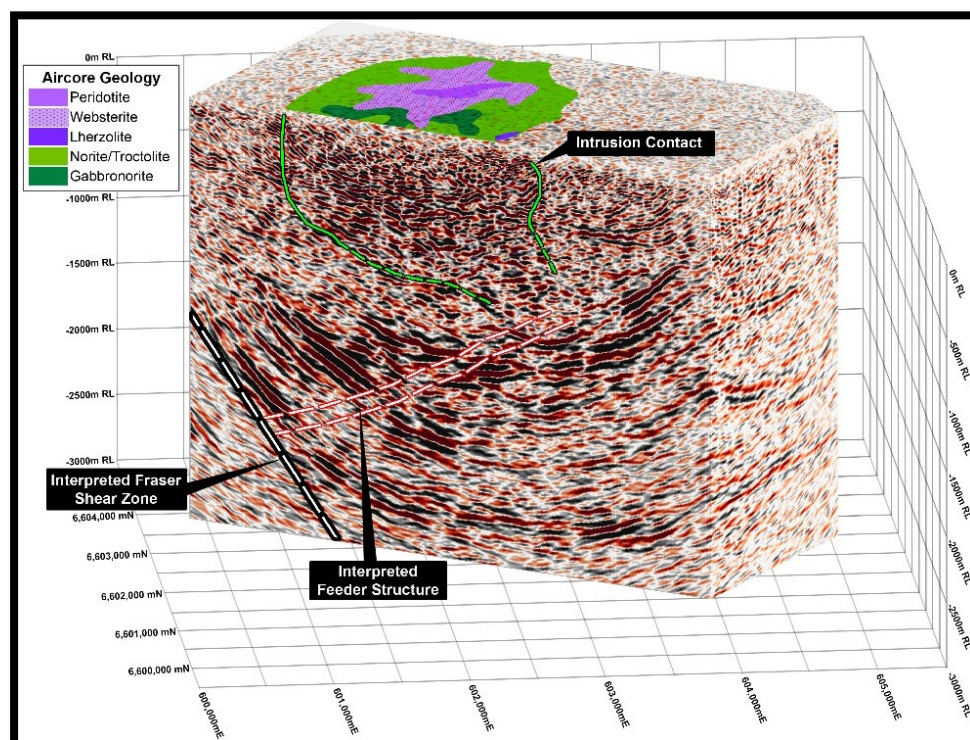 0m RL
Aircore Geology
Peridotite
Websterite
Lherzolite
Norite/Troctolite
Gabbronorite
Intrusion Contact
-1000m RL
-1500m RL
-2000m RL
-2500m RL
-3000m RL
Interpreted Fraser
Shear Zone
Interpreted
Feeder Structure
6,604,000 mN
6,603,000 mN
6,602,000 mN
6,601,000 mN
6,600,000 mN
600,000mE
601,000mE
602,000mE
603,000mE
604,000mE
605,000mE
0m RL
-500m RL
-1000m RL
-1500m RL
-2000m RL
-2500m RL
-3000m RL